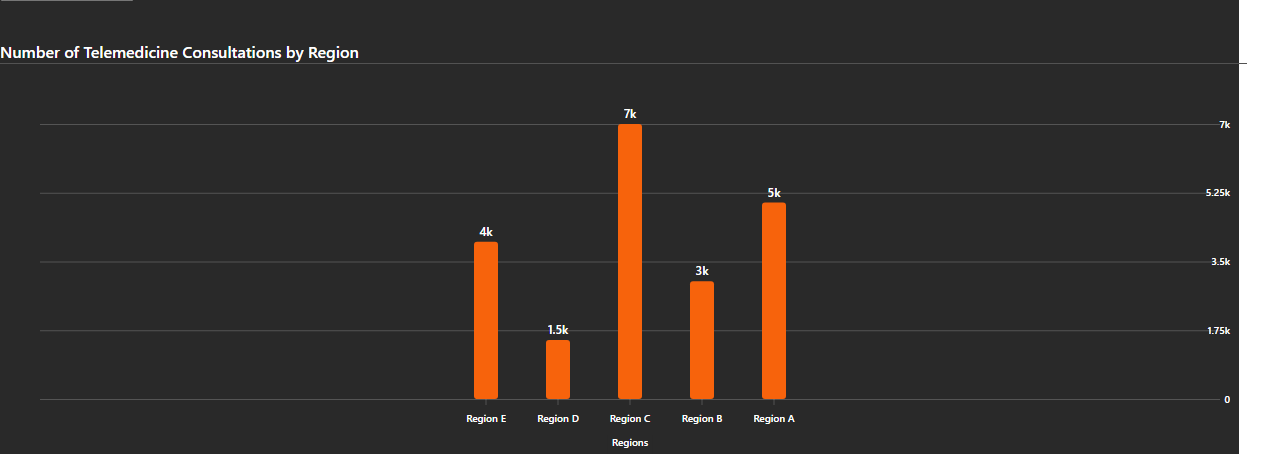 Number of Telemedicine Consultations by Region
7k
7k
5k
5.25k
4k
3k
3.5k
1.5k
1.75k
0
Region E Region D Region C Region B Region A
Regions